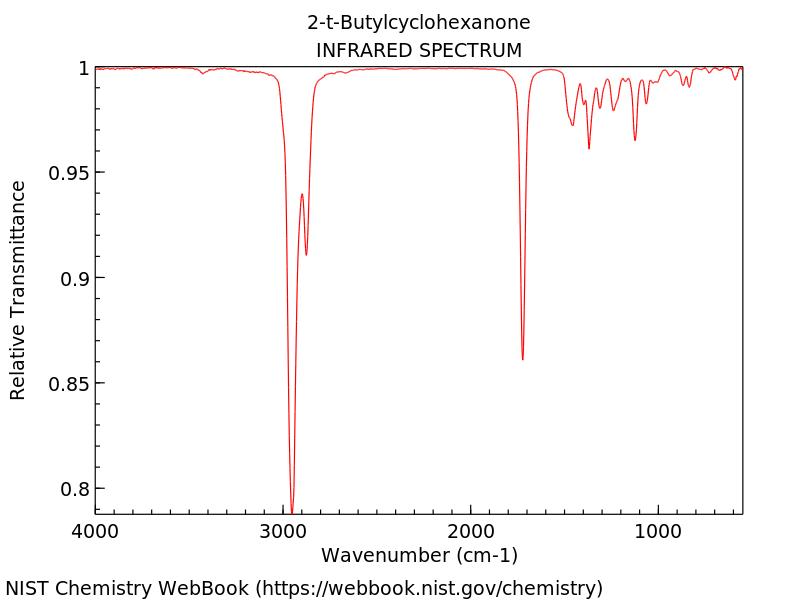 2-t-Butylcyclohexanone
INFRARED SPECTRUM
1
0.95
0.9
0.85
0.8
Relative Transmittance
4000 3000 2000 1000
Wavenumber (cm-1)
NIST Chemistry WebBook (https://webbook.nist.gov/chemistry)